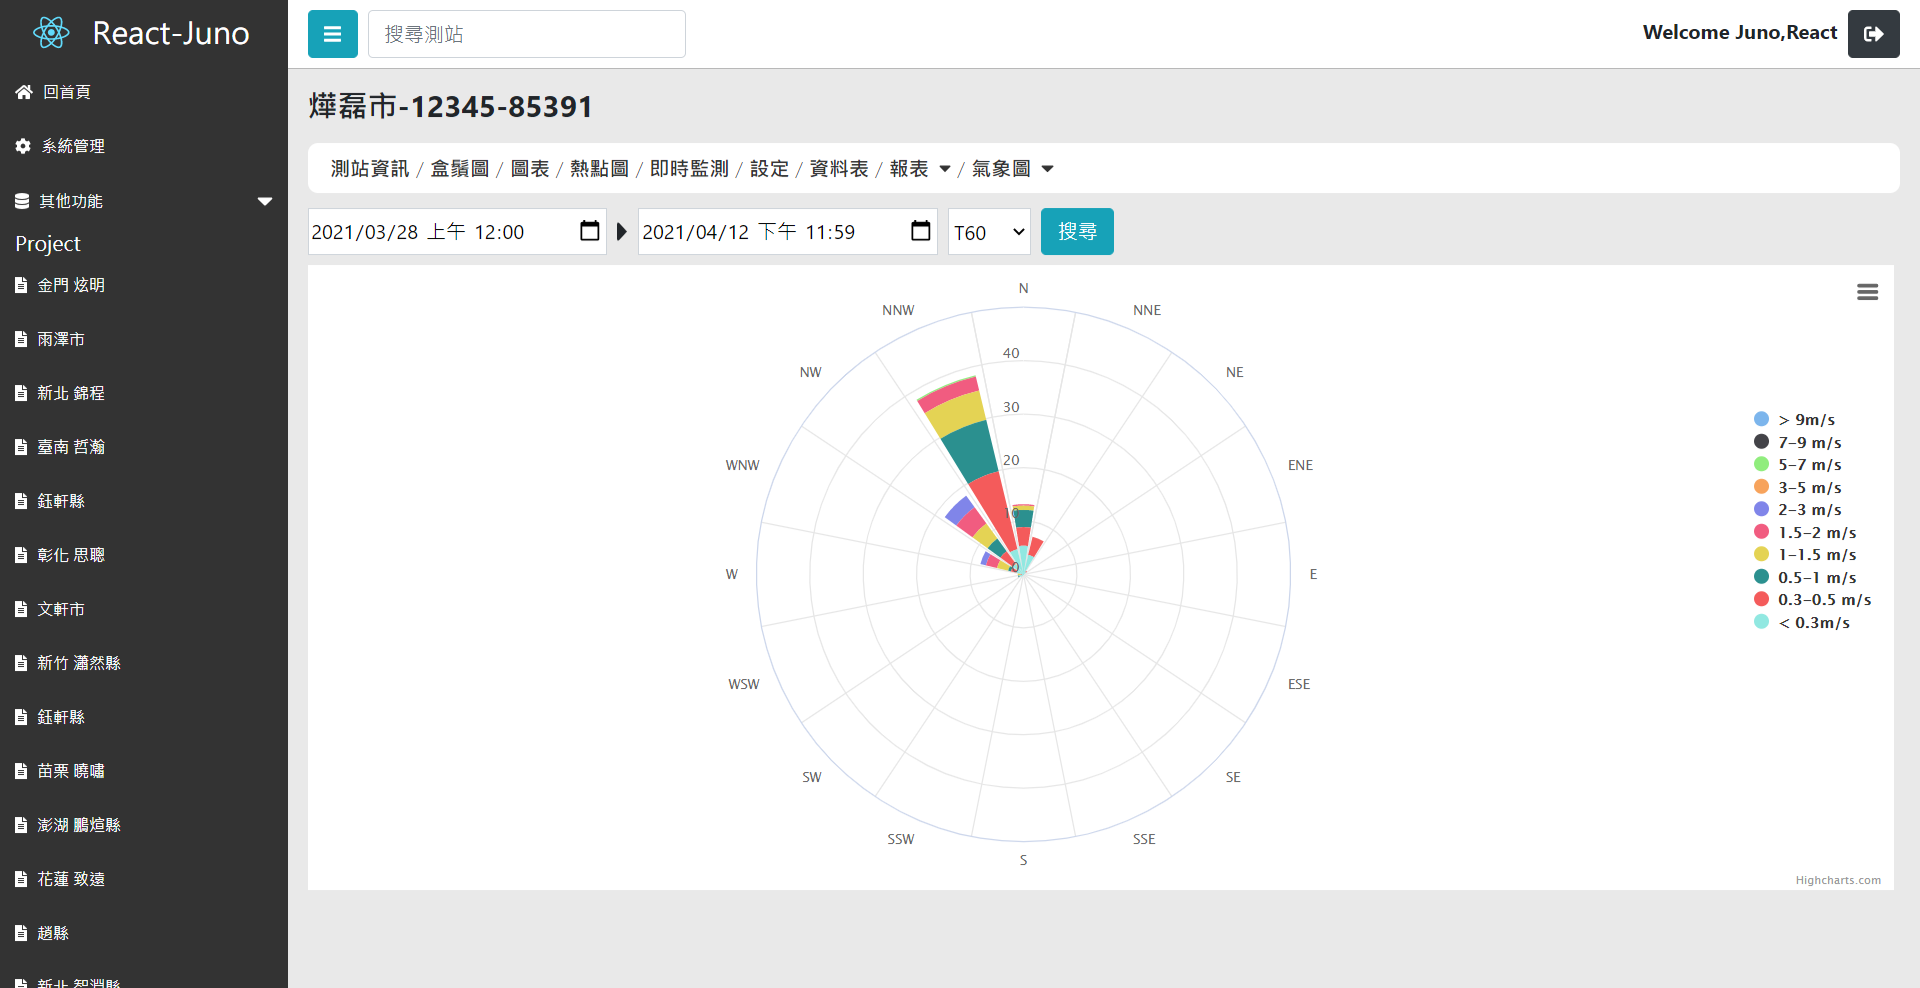 React-Juno
回首頁
系統管理
其他功能
Project
金門 炫明
雨澤市
新北 錦程
臺南 哲瀚
鈺軒縣
彰化 思聰
文軒市
新竹 瀟然縣
鈺軒縣
苗栗 曉嘯
澎湖 鵬煊縣
花蓮 致遠
趙縣
新北 智淵縣
搜尋測站
Welcome Juno,React
燁磊市-12345-85391
測站資訊 / 盒鬚圖 / 圖表 / 熱點圖 / 即時監測 / 設定 / 資料表 / 報表 / 氣象圖
2021/03/28 上午 12:00
2021/04/12 下午 11:59
T60
搜尋
N
NNE
NE
ENE
E
ESE
SE
SSE
S
SSW
SW
WSW
W
WNW
NW
NNW
40
30
20
10
0
> 9m/s
7-9 m/s
5-7 m/s
3-5 m/s
2-3 m/s
1.5-2 m/s
1-1.5 m/s
0.5-1 m/s
0.3-0.5 m/s
< 0.3m/s
Highcharts.com